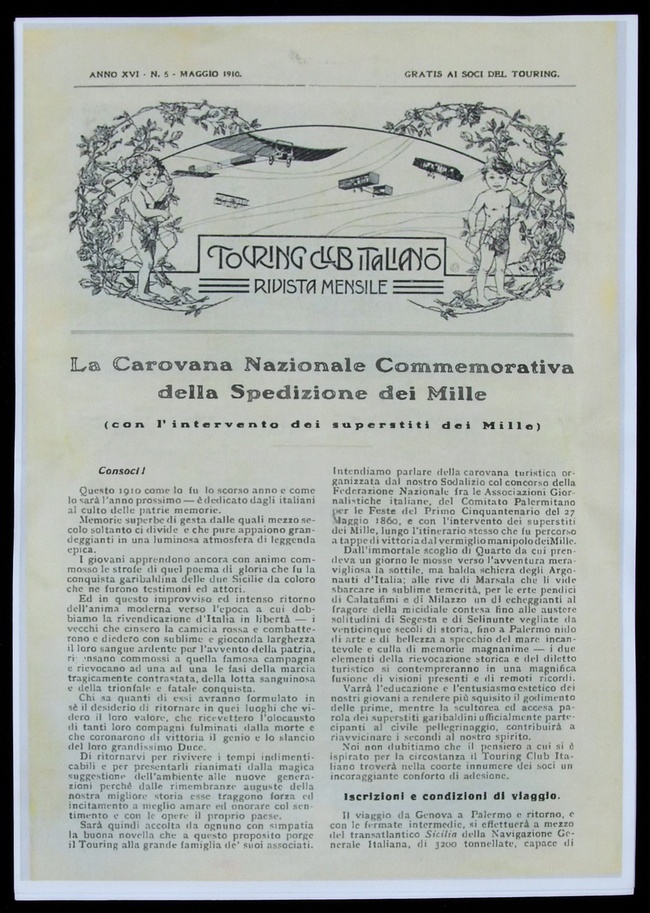 ANNO XVI - N. 5 - MAGGIO 1910.
GRATIS AI SOCI DEL TOURING.
TOURING CLUB ITALIANO
RIVISTA MENSILE
La Carovana Nazionale Commemorativa
della Spedizione dei Mille
(con l'intervento dei superstiti dei Mille)
Consoci!
Questo 1910 come lo fu lo scorso anno e come
lo sarà l'anno prossimo — è dedicato dagli italiani
al culto delle patrie memorie.
Memorie superbe di gesta dalle quali mezzo se-
colo soltanto ci divide e che pure appaiono gran-
deggianti in una luminosa atmosfera di leggenda
epica.
I giovani apprendono ancora con animo com-
mosso le strofe di quel poema di gloria che fu la
conquista garibaldina delle due Sicilie da coloro
che ne furono testimoni ed attori.
Ed in questo improvviso ed intenso ritorno
dell'anima moderna verso l'epoca a cui dob-
biamo la rivendicazione d'Italia in libertà — i
vecchi che cinsero la camicia rossa e combatte-
rono e diedero con sublime e gioconda larghezza
il loro sangue ardente per l'avvento della patria,
ripensano commossi a quella famosa campagna
e rievocano ad una ad una le fasi della marcia
tragicamente contrastata, della lotta sanguinosa
e della trionfale e fatale conquista.
Chi sa quanti di essi avranno formulato in
sè il desiderio di ritornare in quei luoghi che vi-
dero il loro valore, che ricevettero l'olocausto
di tanti loro compagni fulminati dalla morte e
che coronarono di vittoria il genio e lo slancio
del loro grandissimo Duce.
Di ritornarvi per rivivere i tempi indimenti-
cabili e per presentarli rianimati dalla magica
suggestione dell'ambiente alle nuove genera-
zioni perchè dalle rimembranze auguste della
nostra migliore storia esse traggono forza ed
incitamento a meglio amare ed onorare col sen-
timento e con le opere il proprio paese.
Sarà quindi accolta da ognuno con simpatia
la buona novella che a questo proposito porge
il Touring alla grande famiglia de' suoi associati.
Intendiamo parlare della carovana turistica or-
ganizzata dal nostro Sodalizio col concorso della
Federazione Nazionale fra le Associazioni Gior-
nalistiche italiane, del Comitato Palermitano
per le Feste del Primo Cinquantenario del 27
Maggio 1860, e con l'intervento dei superstiti
dei Mille, lungo l'itinerario stesso che fu percorso
a tappe di vittoria dal vermiglio manipolo dei Mille.
Dall'immortale scoglio di Quarto da cui pren-
deva un giorno le mosse verso l'avventura mera-
vigliosa la sottile, ma balda schiera degli Argo-
nauti d'Italia; alle rive di Marsala che li vide
sbarcare in sublime temerità, per le erte pendici
di Calatafimi e di Milazzo un dì echeggianti al
fragore della micidiale contesa fino alle austere
solitudini di Segesta e di Selinunte vegliate da
venticinque secoli di storia, fino a Palermo nido
di arte e di bellezza a specchio del mare incan-
tevole e culla di memorie magnanime — i due
elementi della rievocazione storica e del diletto
turistico si contempreranno in una magnifica
fusione di visioni presenti e di remoti ricordi.
Varrà l'educazione e l'entusiasmo estetico dei
nostri giovani a rendere più squisito il godimento
delle prime, mentre la scultorea ed accesa pa-
rola dei superstiti garibaldini ufficialmente parte-
cipanti al civile pellegrinaggio, contribuirà a
riavvicinare i secondi al nostro spirito.
Noi non dubitiamo che il pensiero a cui si è
ispirato per la circostanza il Touring Club Ita-
liano troverà nella coorte innumere dei soci un
incoraggiante conforto di adesione.
Iscrizioni e condizioni di viaggio.
Il viaggio da Genova a Palermo e ritorno, e
con le fermate intermedie, si effettuerà a mezzo
del transatlantico Sicilia della Navigazione Ge-
nerale Italiana, di 3200 tonnellate, capace di